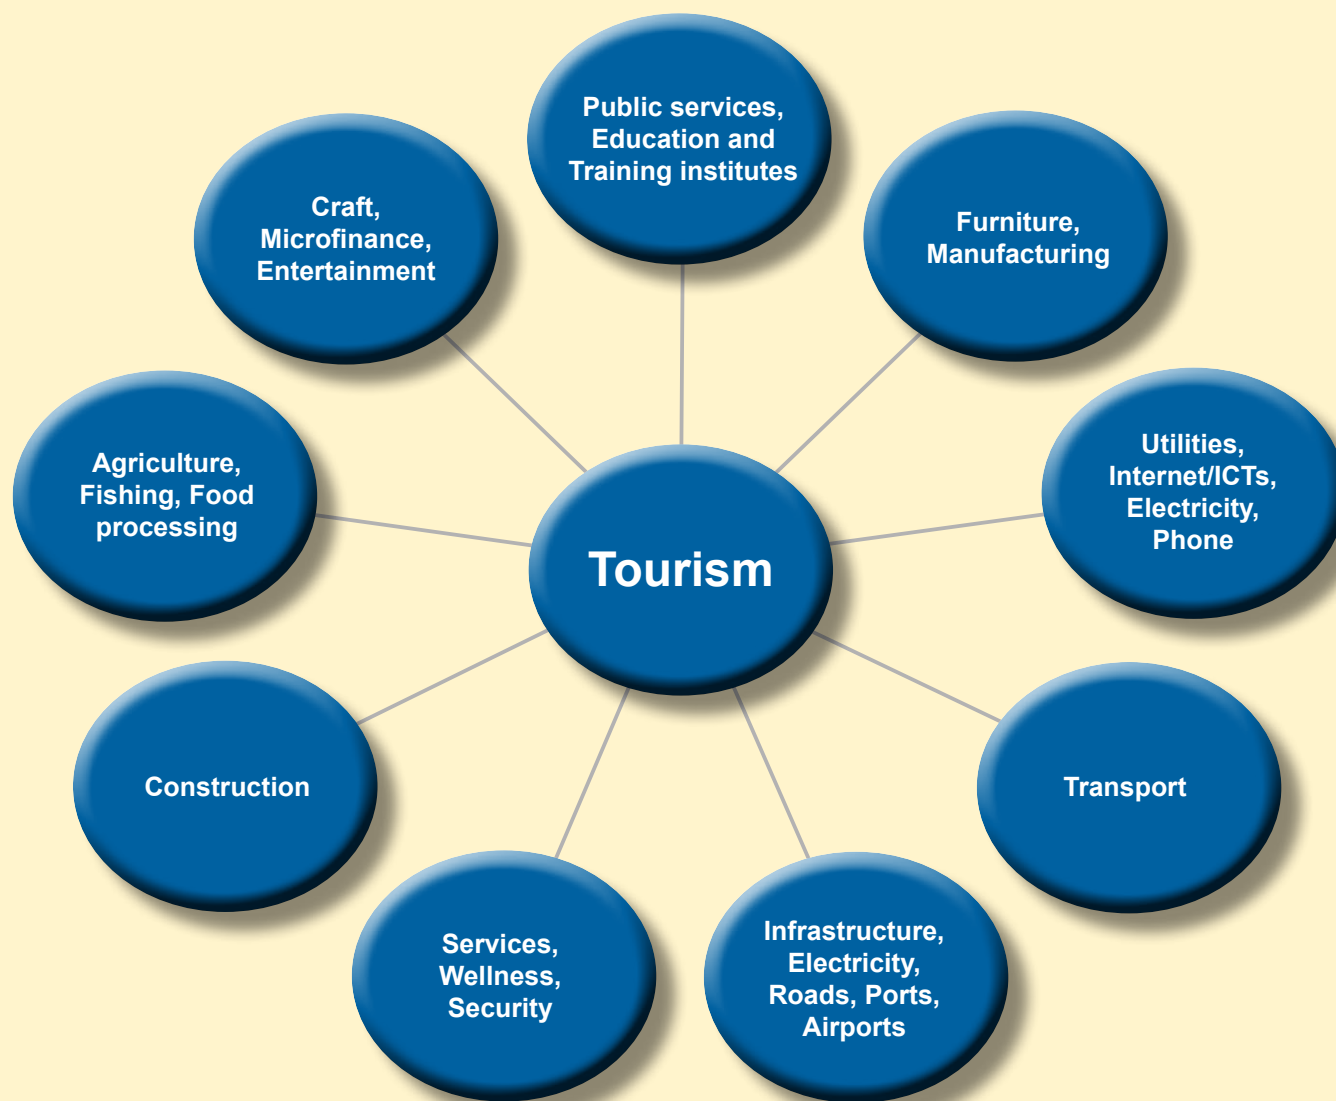 Public services,
Education and
Training institutes
Craft,
Microfinance,
Entertainment
Furniture,
Manufacturing
Agriculture,
Fishing, Food
processing
Utilities,
Internet/ICTs,
Electricity,
Phone
Tourism
Construction
Transport
Services,
Wellness,
Security
Infrastructure,
Electricity,
Roads, Ports,
Airports